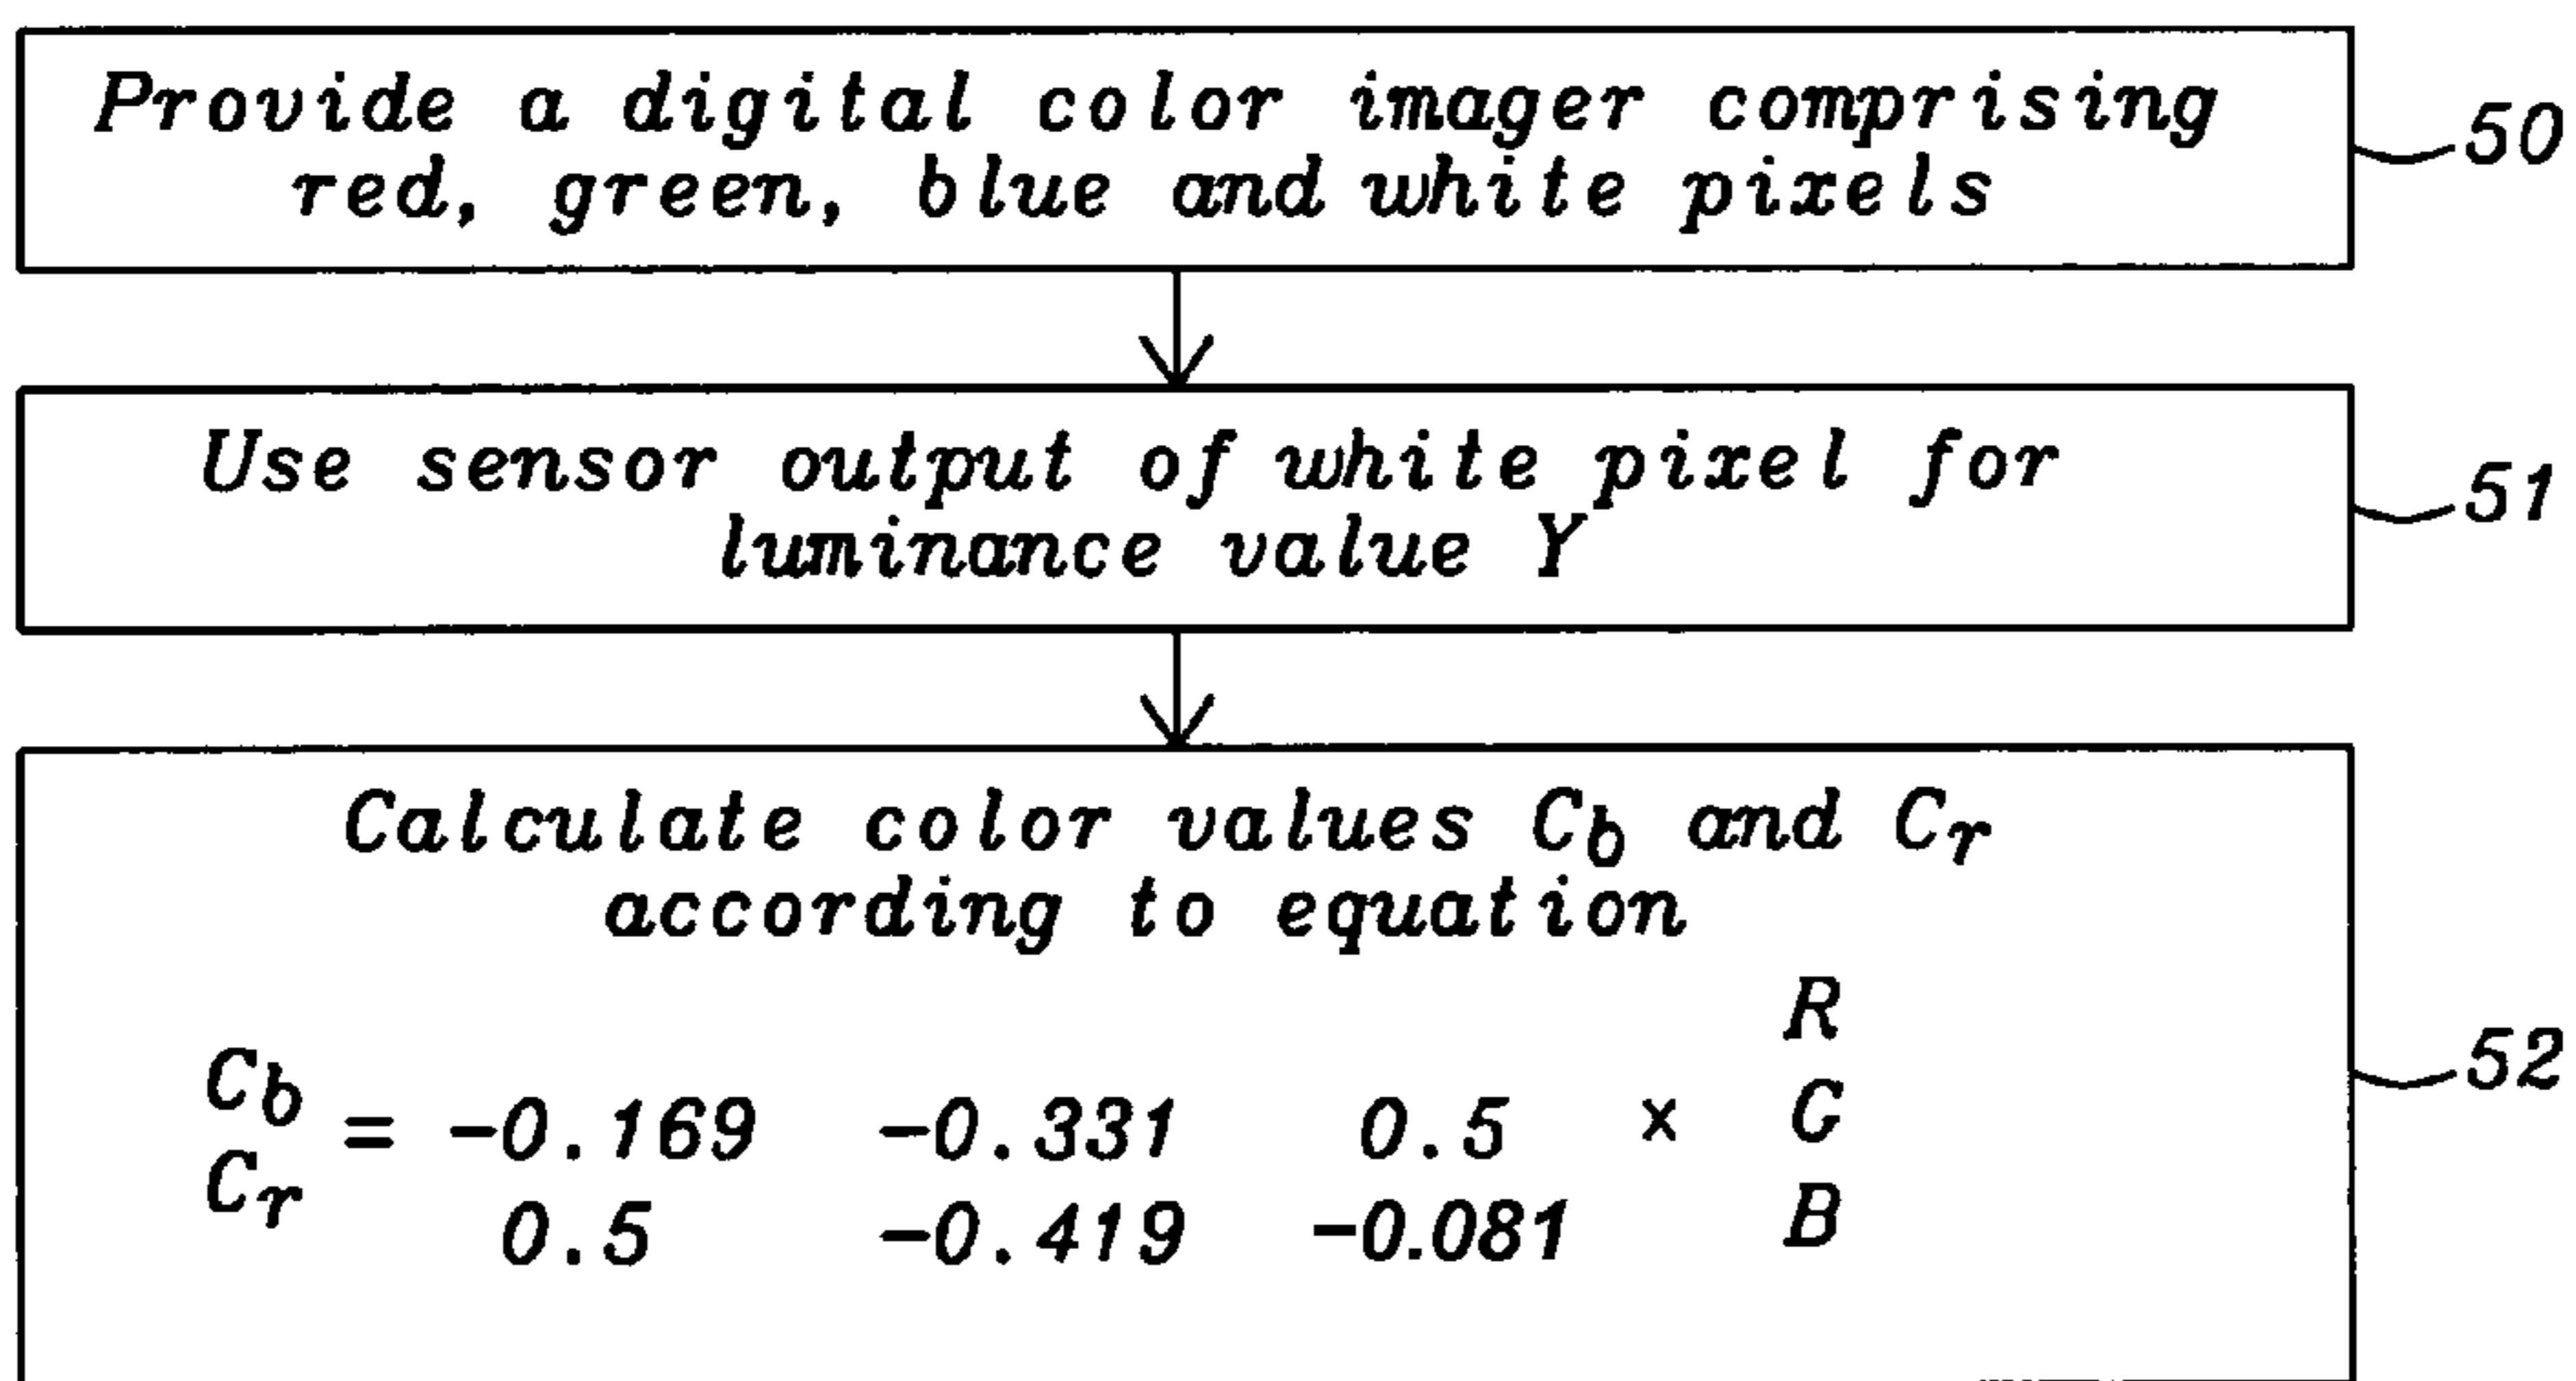 Provide a digital color imager comprising
red, green, blue and white pixels
50
Use sensor output of white pixel for
luminance value Y
51
Calculate color values Cb and Cr
according to equation
R
Cb = -0.169 -0.331 0.5 × G
Cr 0.5 -0.419 -0.081 B
52